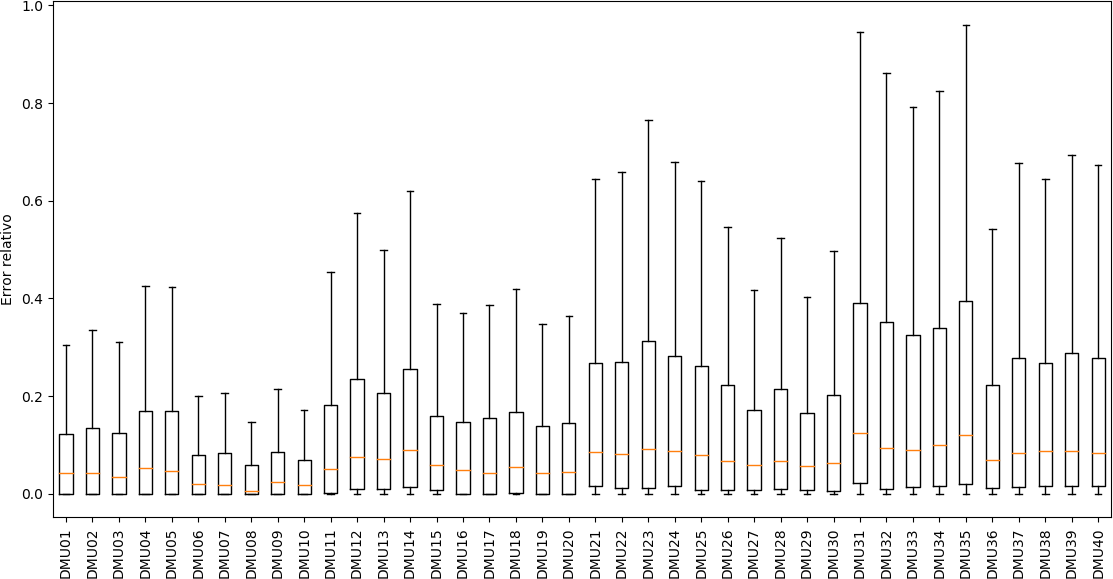 1.0
0.8
0.6
0.4
0.2
0.0
Error relativo
DMU01
DMU02
DMU03
DMU04
DMU05
DMU06
DMU07
DMU08
DMU09
DMU10
DMU11
DMU12
DMU13
DMU14
DMU15
DMU16
DMU17
DMU18
DMU19
DMU20
DMU21
DMU22
DMU23
DMU24
DMU25
DMU26
DMU27
DMU28
DMU29
DMU30
DMU31
DMU32
DMU33
DMU34
DMU35
DMU36
DMU37
DMU38
DMU39
DMU40